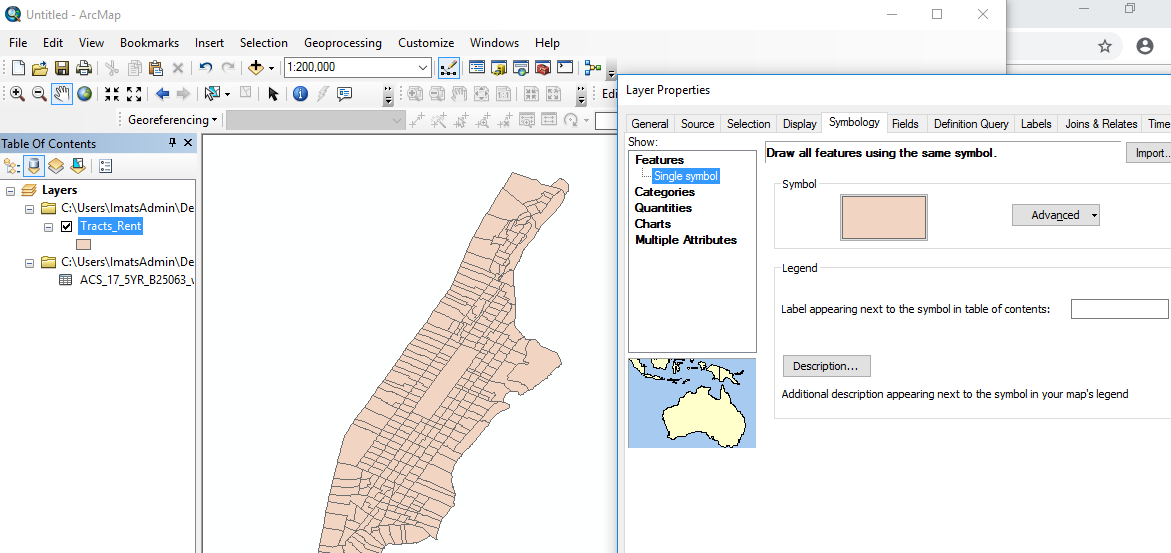 Untitled - ArcMap
File Edit View Bookmarks Insert Selection Geoprocessing Customize Windows Help
1:200,000
Edi
Georeferencing
Layer Properties
General Source Selection Display Symbology Fields Definition Query Labels Joins & Relates Time
Table Of Contents
Layers
C:\Users\ImatsAdmin\De
Tracts_Rent
C:\Users\ImatsAdmin\De
ACS_17_5YR_B25063_
Show:
Features
Single symbol
Categories
Quantities
Charts
Multiple Attributes
Draw all features using the same symbol.
Import..
Symbol
Advanced
Legend
Label appearing next to the symbol in table of contents:
Description...
Additional description appearing next to the symbol in your map's legend